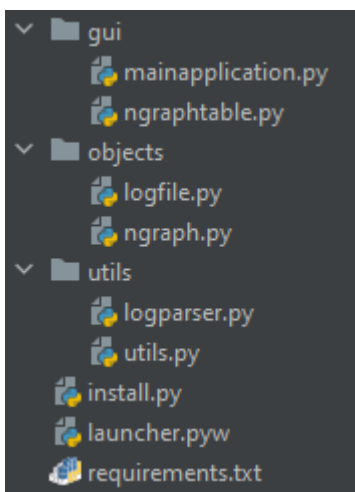 gui
mainapplication.py
ngraphtable.py
objects
logfile.py
ngraph.py
utils
logparser.py
utils.py
install.py
launcher.pyw
requirements.txt